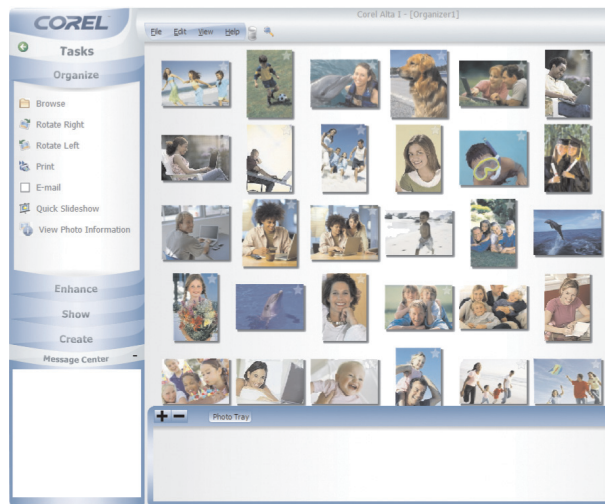 Corel Alta I - [Organizer1]
COREL
File Edit View Help
Tasks
Organize
Browse
Rotate Right
Rotate Left
Print
E-mail
Quick Slideshow
View Photo Information
Enhance
Show
Create
Message Center -
Photo Tray